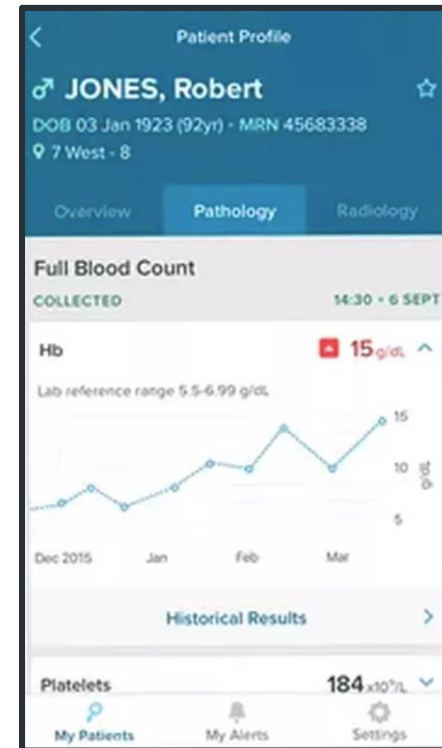 Patient Profile
JONES, Robert
DOB 03 Jan 1923 (92yr) - MRN 45683338
7 West - 8
Overview Pathology Radiology
Full Blood Count
COLLECTED 14:30 - 6 SEPT
Hb 15 g/dL
Lab reference range 5.5-6.99 g/dL
15
10
g/dL
5
Dec 2015 Jan Feb Mar
Historical Results
Platelets 184 x10⁹/L
My Patients My Alerts Settings